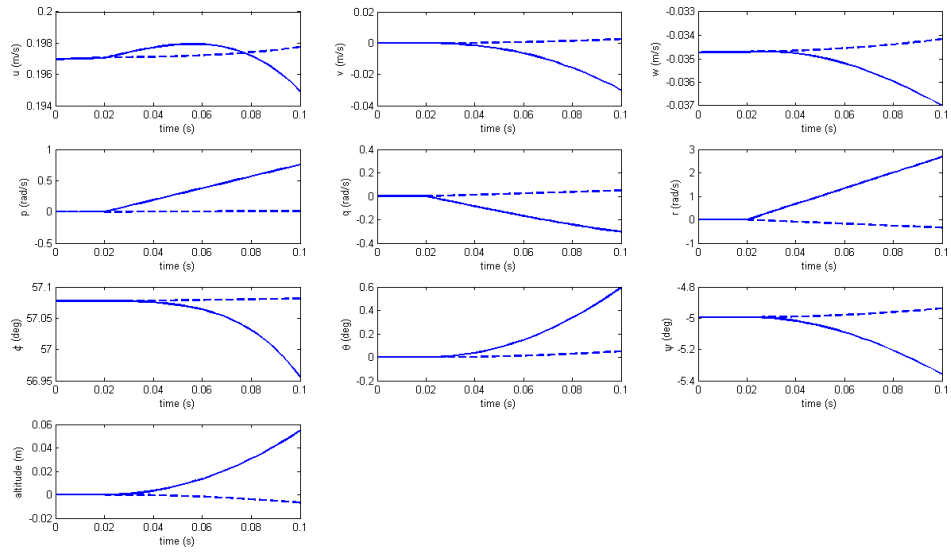 0.2
0.198
0.196
0.194
u (m/s)
0 0.02 0.04 0.06 0.08 0.1
time (s)
0.04
0.02
0
-0.02
-0.04
v (m/s)
0 0.02 0.04 0.06 0.08 0.1
time (s)
-0.033
-0.034
-0.035
-0.036
-0.037
w (m/s)
0 0.02 0.04 0.06 0.08 0.1
time (s)
1
0.5
0
-0.5
p (rad/s)
0 0.02 0.04 0.06 0.08 0.1
time (s)
0.4
0.2
0
-0.2
-0.4
q (rad/s)
0 0.02 0.04 0.06 0.08 0.1
time (s)
3
2
1
0
-1
r (rad/s)
0 0.02 0.04 0.06 0.08 0.1
time (s)
57.1
57.05
57
56.95
ϕ (deg)
0 0.02 0.04 0.06 0.08 0.1
time (s)
0.6
0.4
0.2
0
-0.2
θ (deg)
0 0.02 0.04 0.06 0.08 0.1
time (s)
-4.8
-5
-5.2
-5.4
ψ (deg)
0 0.02 0.04 0.06 0.08 0.1
time (s)
0.06
0.04
0.02
0
-0.02
altitude (m)
0 0.02 0.04 0.06 0.08 0.1
time (s)